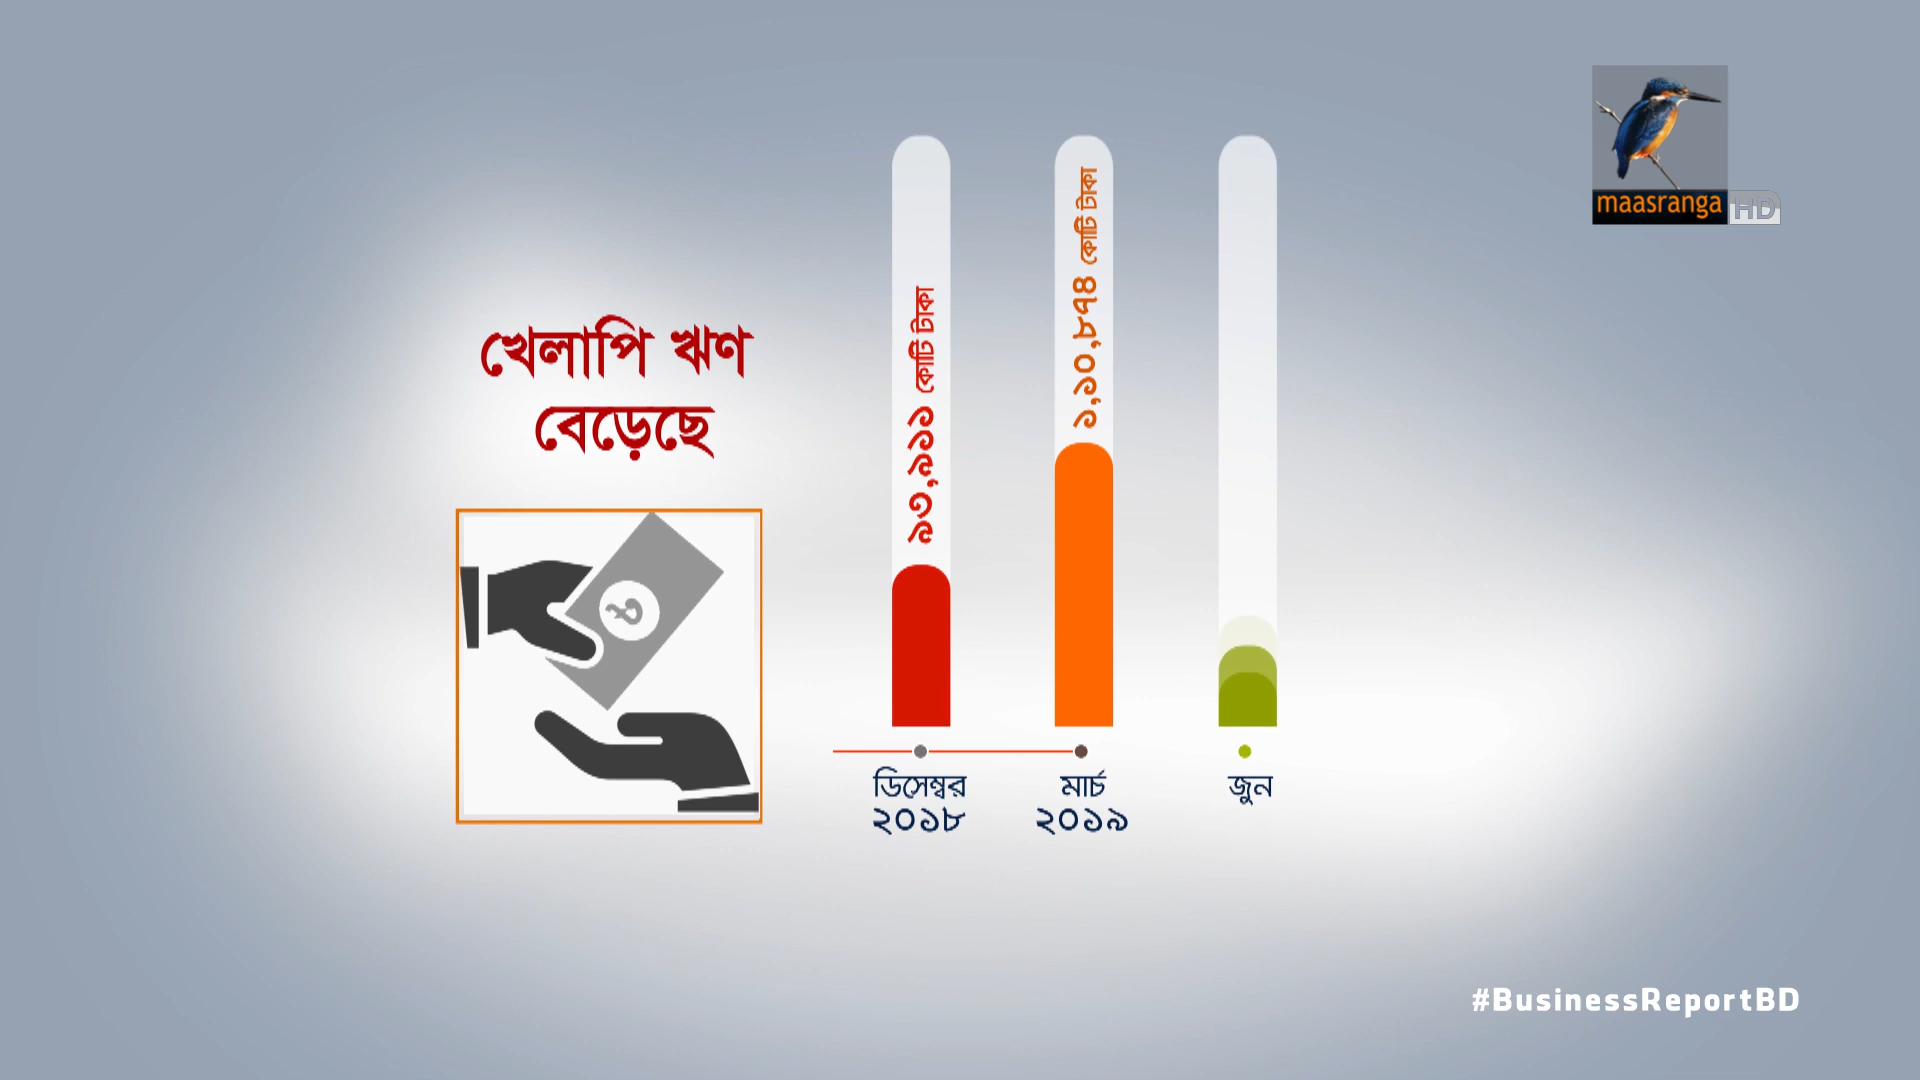 maasranga HD
খেলাপি ঋণ
বেড়েছে
৳
৯৩,৯১১ কোটি টাকা
১,১০,৮৭৪ কোটি টাকা
ডিসেম্বর
২০১৮
মার্চ
২০১৯
জুন
#BusinessReportBD